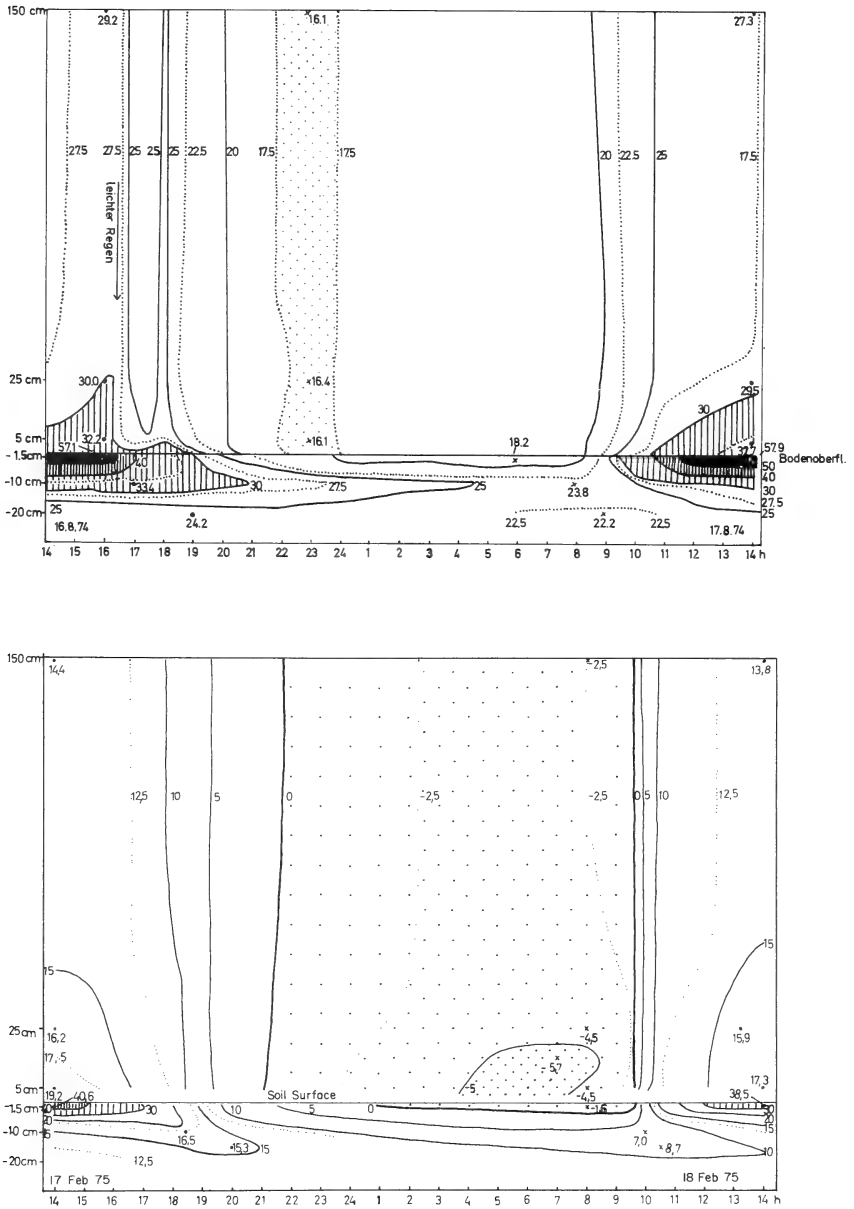 150 cm 29.2 16.1 27.3
27.5 27.5 25 25 25 22.5 20 17.5 17.5 20 22.5 25 17.5
leichter Regen
25 cm 30.0 16.4 29.5
30
5 cm 32.2 16.1 37.7
57.1 18.2 57.9
-1.5cm 40 50 Bodenoberfl.
40
-10 cm 33.4 30 27.5 25 23.8 30
27.5
25 25
-20 cm 24.2 22.5 22.2 22.5
16.8.74 17.8.74
14 15 16 17 18 19 20 21 22 23 24 1 2 3 4 5 6 7 8 9 10 11 12 13 14 h
150 cm 14,4 -2,5 13,8
12,5 10 5 0 -2,5 -2,5 0 5 10 12,5
15 15
25cm 16,2 -4,5 15,9
17,5 -5,7
5cm -5 17,3
19,2 40,6 Soil Surface -4,5 38,5
-1.5cm 30 10 5 0 -1,6
20 20
-10 cm 15 16,5 7,0 15
15,3 15 8,7 10
-20cm 12,5
17 Feb 75 18 Feb 75
14 15 16 17 18 19 20 21 22 23 24 1 2 3 4 5 6 7 8 9 10 11 12 13 14 h